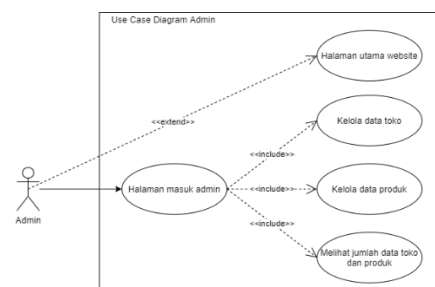 Use Case Diagram Admin
Halaman utama website
<<extend>>
Kelola data toko
<<include>>
Halaman masuk admin
<<include>>
Kelola data produk
Admin
<<include>>
Melihat jumlah data toko
dan produk